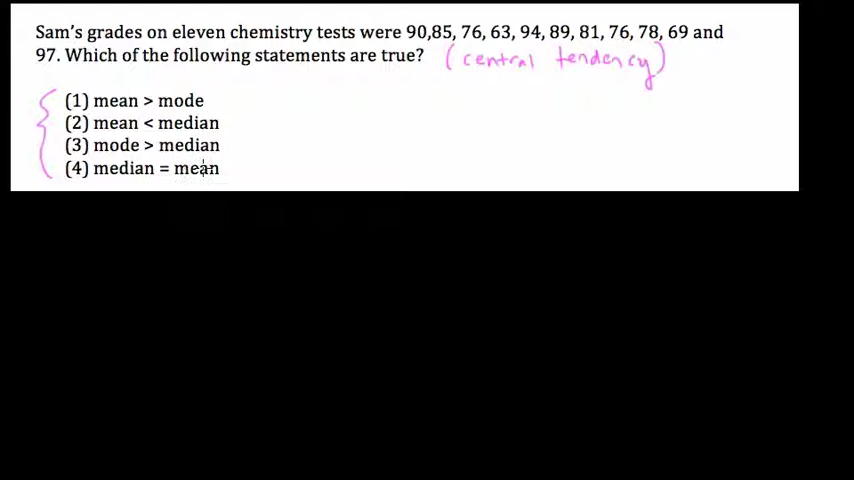 Sam's grades on eleven chemistry tests were 90,85, 76, 63, 94, 89, 81, 76, 78, 69 and
97. Which of the following statements are true? (central tendency)
(1) mean > mode
(2) mean < median
(3) mode > median
(4) median = mean